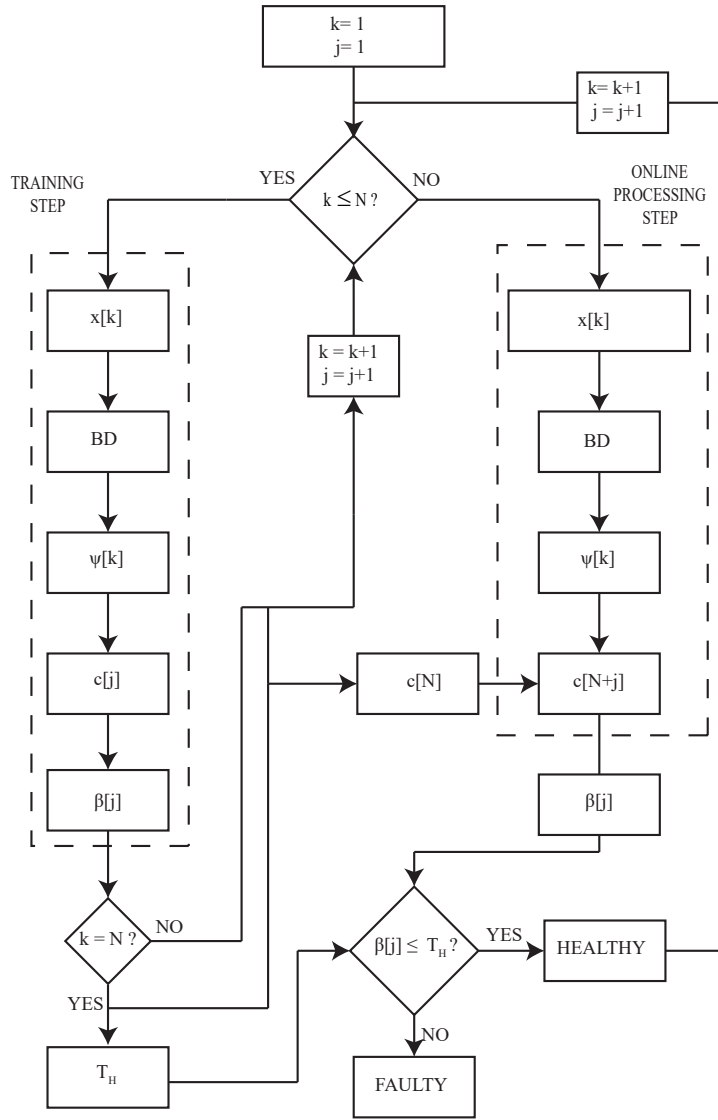 k= 1
j= 1
k= k+1
j = j+1
TRAINING
STEP
YES
k ≤ N ?
NO
ONLINE
PROCESSING
STEP
x[k]
BD
ψ[k]
c[j]
β[j]
k = N ?
NO
YES
T_H
k = k+1
j = j+1
c[N]
x[k]
BD
ψ[k]
c[N+j]
β[j]
β[j] ≤ T_H ?
YES
HEALTHY
NO
FAULTY